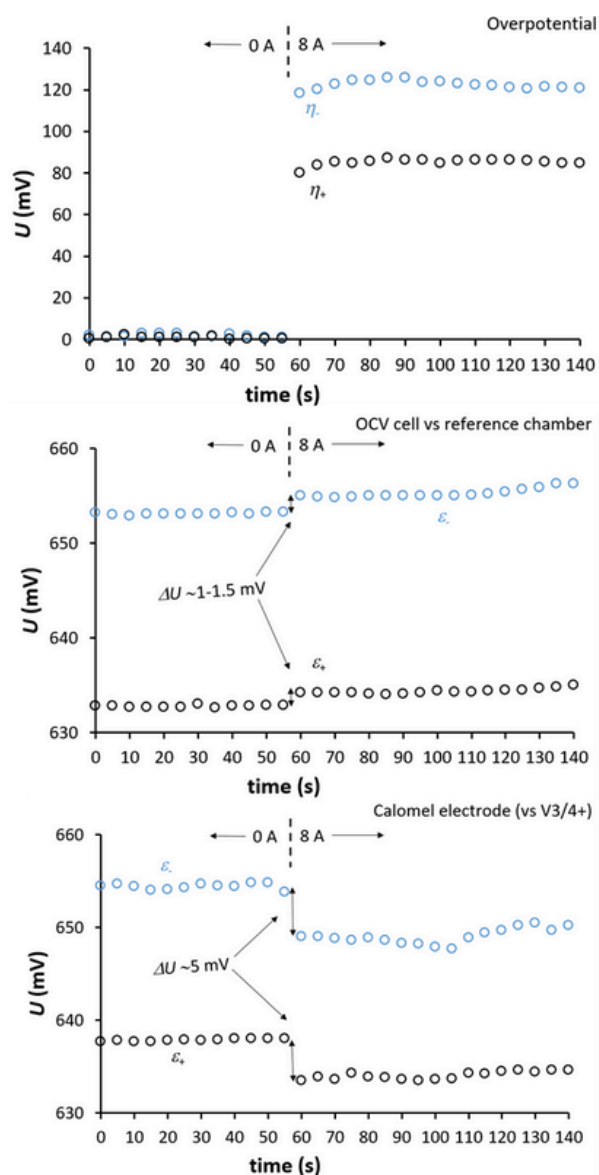 Overpotential
0 A 8 A
140
120
100
80
60
40
20
0
U (mV)
η-
η+
0 10 20 30 40 50 60 70 80 90 100 110 120 130 140
time (s)
OCV cell vs reference chamber
0 A 8 A
660
650
640
630
U (mV)
ε-
ΔU ~1-1.5 mV
ε+
0 10 20 30 40 50 60 70 80 90 100 110 120 130 140
time (s)
Calomel electrode (vs V3/4+)
0 A 8 A
660
650
640
630
U (mV)
ε-
ΔU ~5 mV
ε+
0 10 20 30 40 50 60 70 80 90 100 110 120 130 140
time (s)